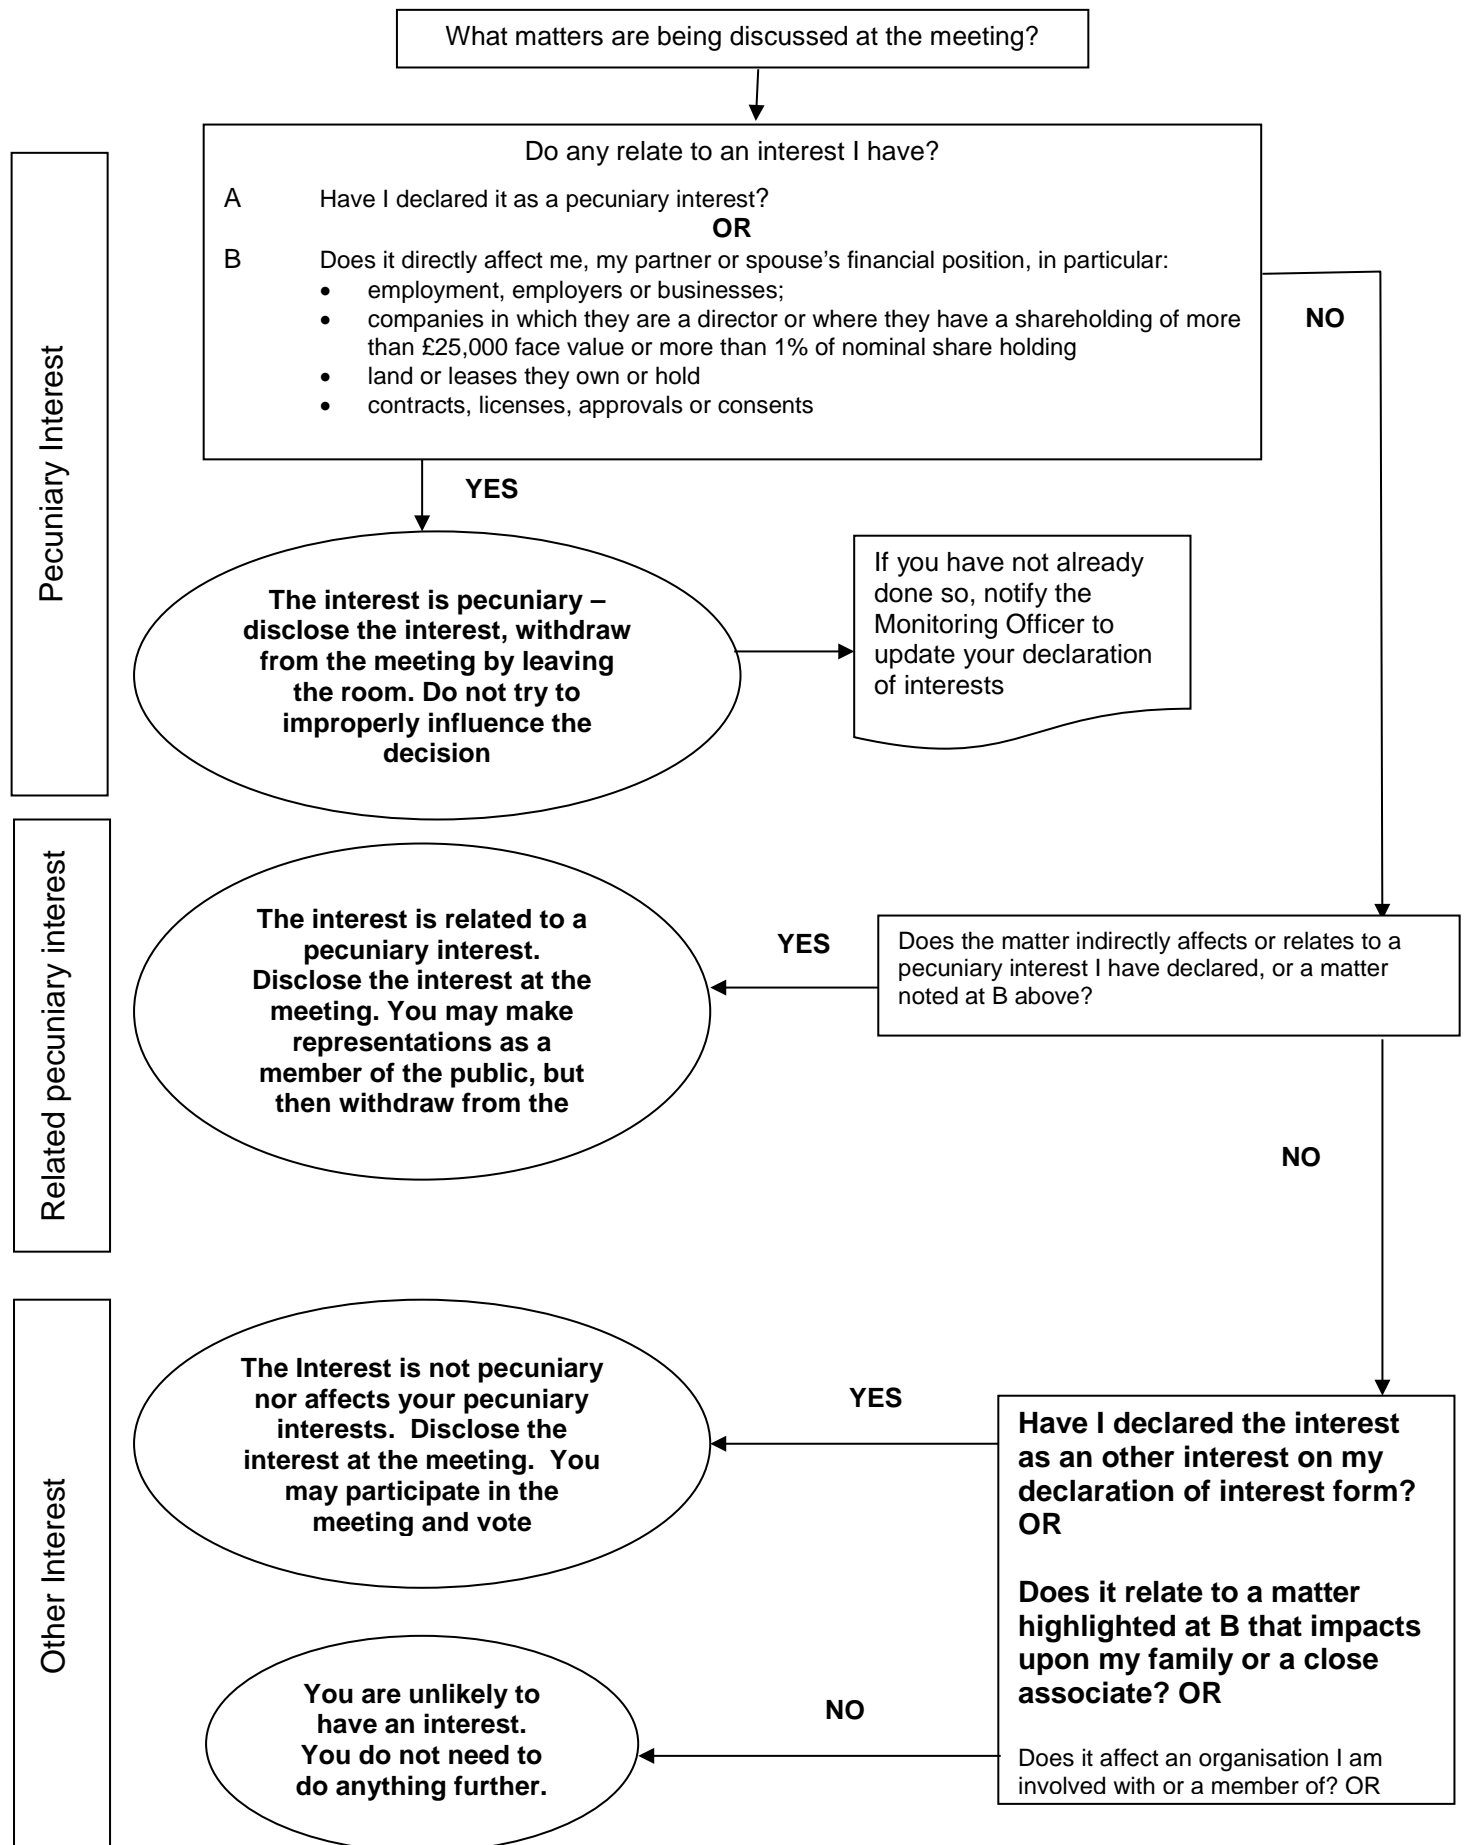 What matters are being discussed at the meeting?
Do any relate to an interest I have?
A Have I declared it as a pecuniary interest?
OR
B Does it directly affect me, my partner or spouse's financial position, in particular:
• employment, employers or businesses;
• companies in which they are a director or where they have a shareholding of more
than £25,000 face value or more than 1% of nominal share holding
• land or leases they own or hold
• contracts, licenses, approvals or consents
NO
Pecuniary Interest
YES
The interest is pecuniary –
disclose the interest, withdraw
from the meeting by leaving
the room. Do not try to
improperly influence the
decision
If you have not already
done so, notify the
Monitoring Officer to
update your declaration
of interests
Related pecuniary interest
The interest is related to a
pecuniary interest.
Disclose the interest at the
meeting. You may make
representations as a
member of the public, but
then withdraw from the
YES
Does the matter indirectly affects or relates to a
pecuniary interest I have declared, or a matter
noted at B above?
NO
Other Interest
The Interest is not pecuniary
nor affects your pecuniary
interests. Disclose the
interest at the meeting. You
may participate in the
meeting and vote
YES
Have I declared the interest
as an other interest on my
declaration of interest form?
OR
Does it relate to a matter
highlighted at B that impacts
upon my family or a close
associate? OR
Does it affect an organisation I am
involved with or a member of? OR
NO
You are unlikely to
have an interest.
You do not need to
do anything further.